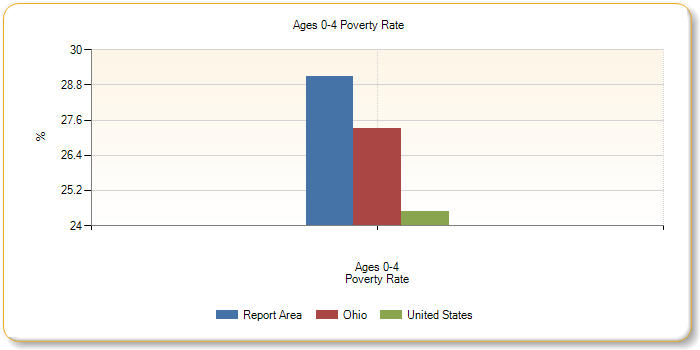 Ages 0-4 Poverty Rate
30
28.8
27.6
26.4
25.2
24
%
Ages 0-4
Poverty Rate
Report Area Ohio United States